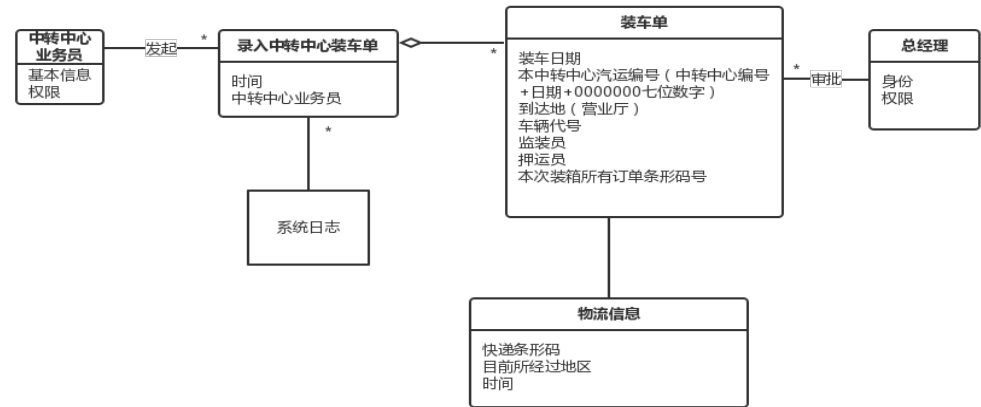 中转中心
业务员
基本信息
权限
发起
*
录入中转中心装车单
时间
中转中心业务员
*
系统日志
*
装车单
装车日期
本中转中心汽运编号（中转中心编号
+日期+0000000七位数字）
到达地（营业厅）
车辆代号
监装员
押运员
本次装箱所有订单条形码号
*
审批
总经理
身份
权限
物流信息
快递条形码
目前所经过地区
时间